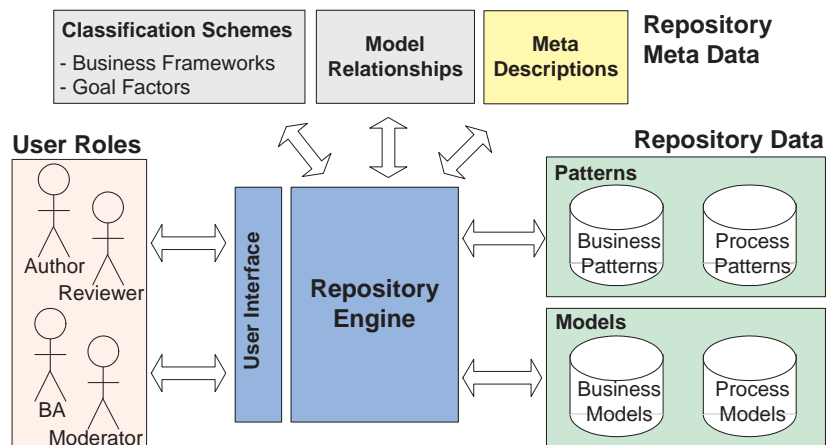 Classification Schemes
- Business Frameworks
- Goal Factors
Model
Relationships
Meta
Descriptions
Repository
Meta Data
User Roles
Author
Reviewer
BA
Moderator
User Interface
Repository
Engine
Repository Data
Patterns
Business
Patterns
Process
Patterns
Models
Business
Models
Process
Models